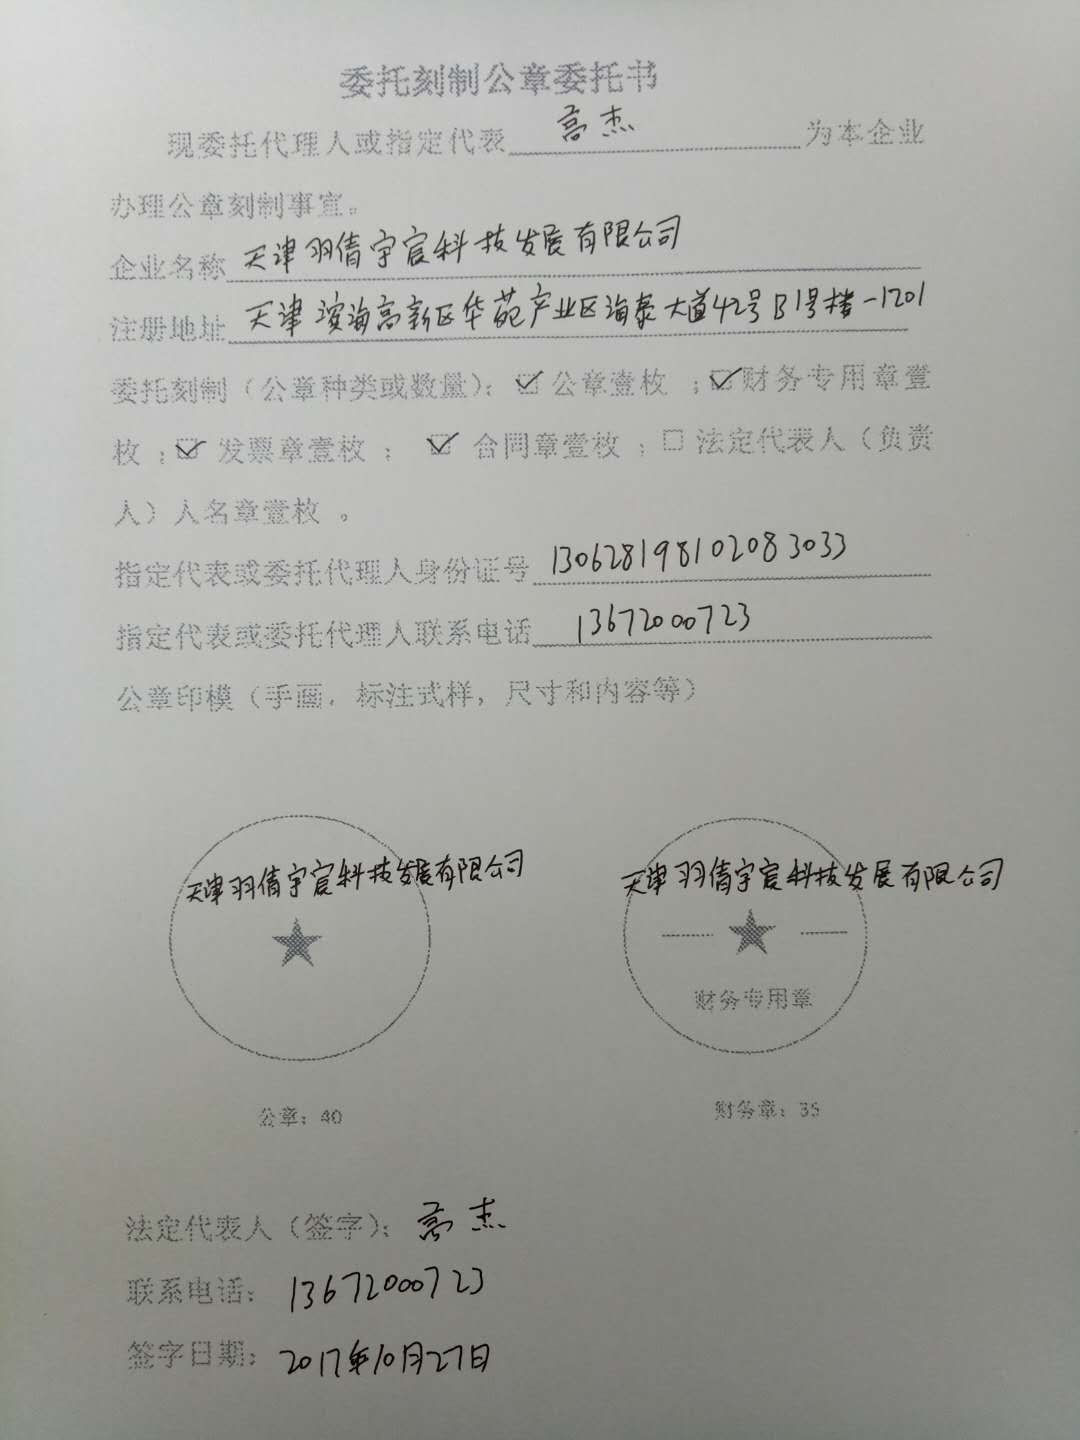 委托刻制公章委托书
现委托代理人或指定代表 高杰 为本企业
办理公章刻制事宜。
企业名称 天津羽倩宇宸科技发展有限公司
注册地址 天津滨海高新区华苑产业区海泰大道42号B1号楼-1201
委托刻制（公章种类或数量）：☑公章壹枚 ；☑财务专用章壹
枚 ；☑ 发票章壹枚 ； ☑ 合同章壹枚 ；☐ 法定代表人（负责
人）人名章壹枚 。
指定代表或委托代理人身份证号 130628198102083033
指定代表或委托代理人联系电话 13672000723
公章印模（手画，标注式样，尺寸和内容等）
天津羽倩宇宸科技发展有限公司
天津羽倩宇宸科技发展有限公司
财务专用章
公章：40
财务章：35
法定代表人（签字）：高杰
联系电话：13672000723
签字日期：2017年10月27日